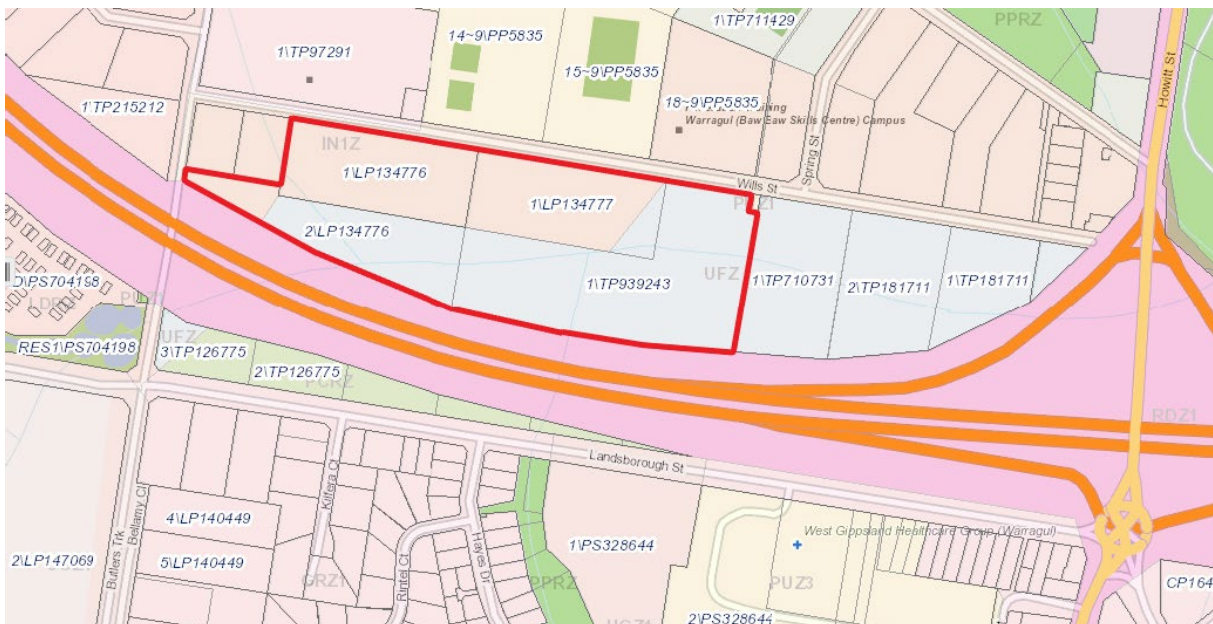 1\TP711429
PPRZ
14~9\PP5835
1\TP97291
15~9\PP5835
Howitt St
1\TP215212
18~9\PP5835
Warragul (Baw Baw Skills Centre) Campus
IN1Z
Spring St
1\LP134776
Wills St
1\LP134777
2\LP134776
UFZ
1\TP939243
1\TP710731
2\TP181711
1\TP181711
D\PS704198
UFZ
RES1\PS704198
3\TP126775
2\TP126775
PCRZ
RDZ1
Landsborough St
Bellamy Ct
Butlers Trk
Kilfera Ct
4\LP140449
1\PS328644
West Gippsland Healthcare Group (Warragul)
2\LP147069
5\LP140449
Rintel Ct
Hayes Dr
GRZ1
PPRZ
PUZ3
CP164
2\PS328644